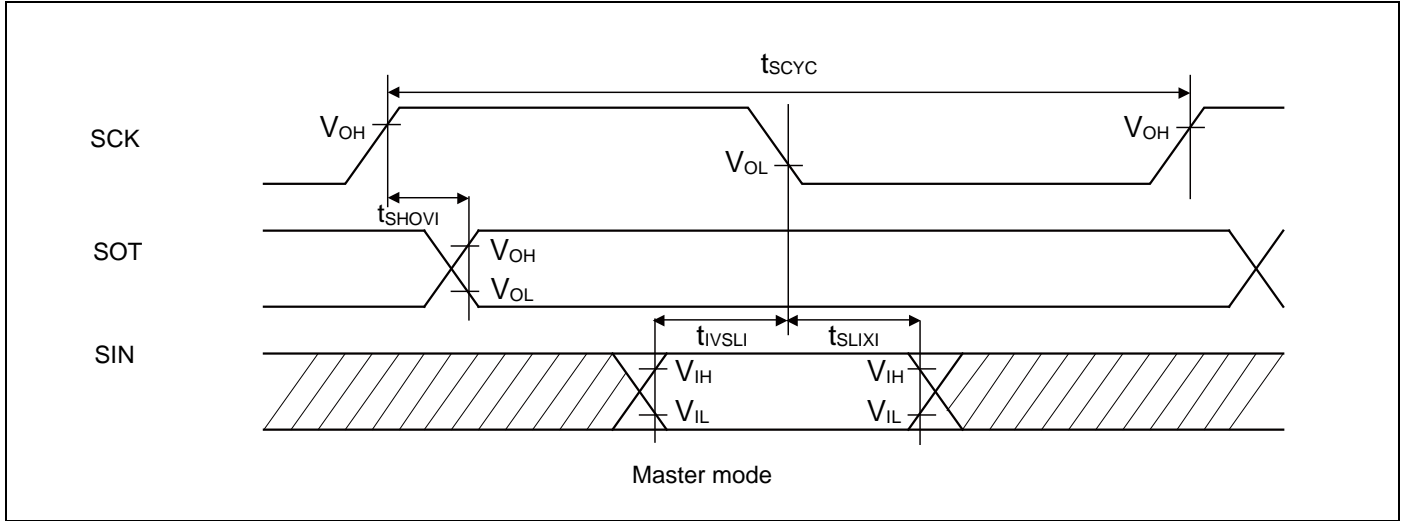 tSCYC
VOH
VOH
SCK
VOL
tSHOVI
SOT
VOH
VOL
SIN
tIVSLI
tSLIXI
VIH
VIH
VIL
VIL
Master mode